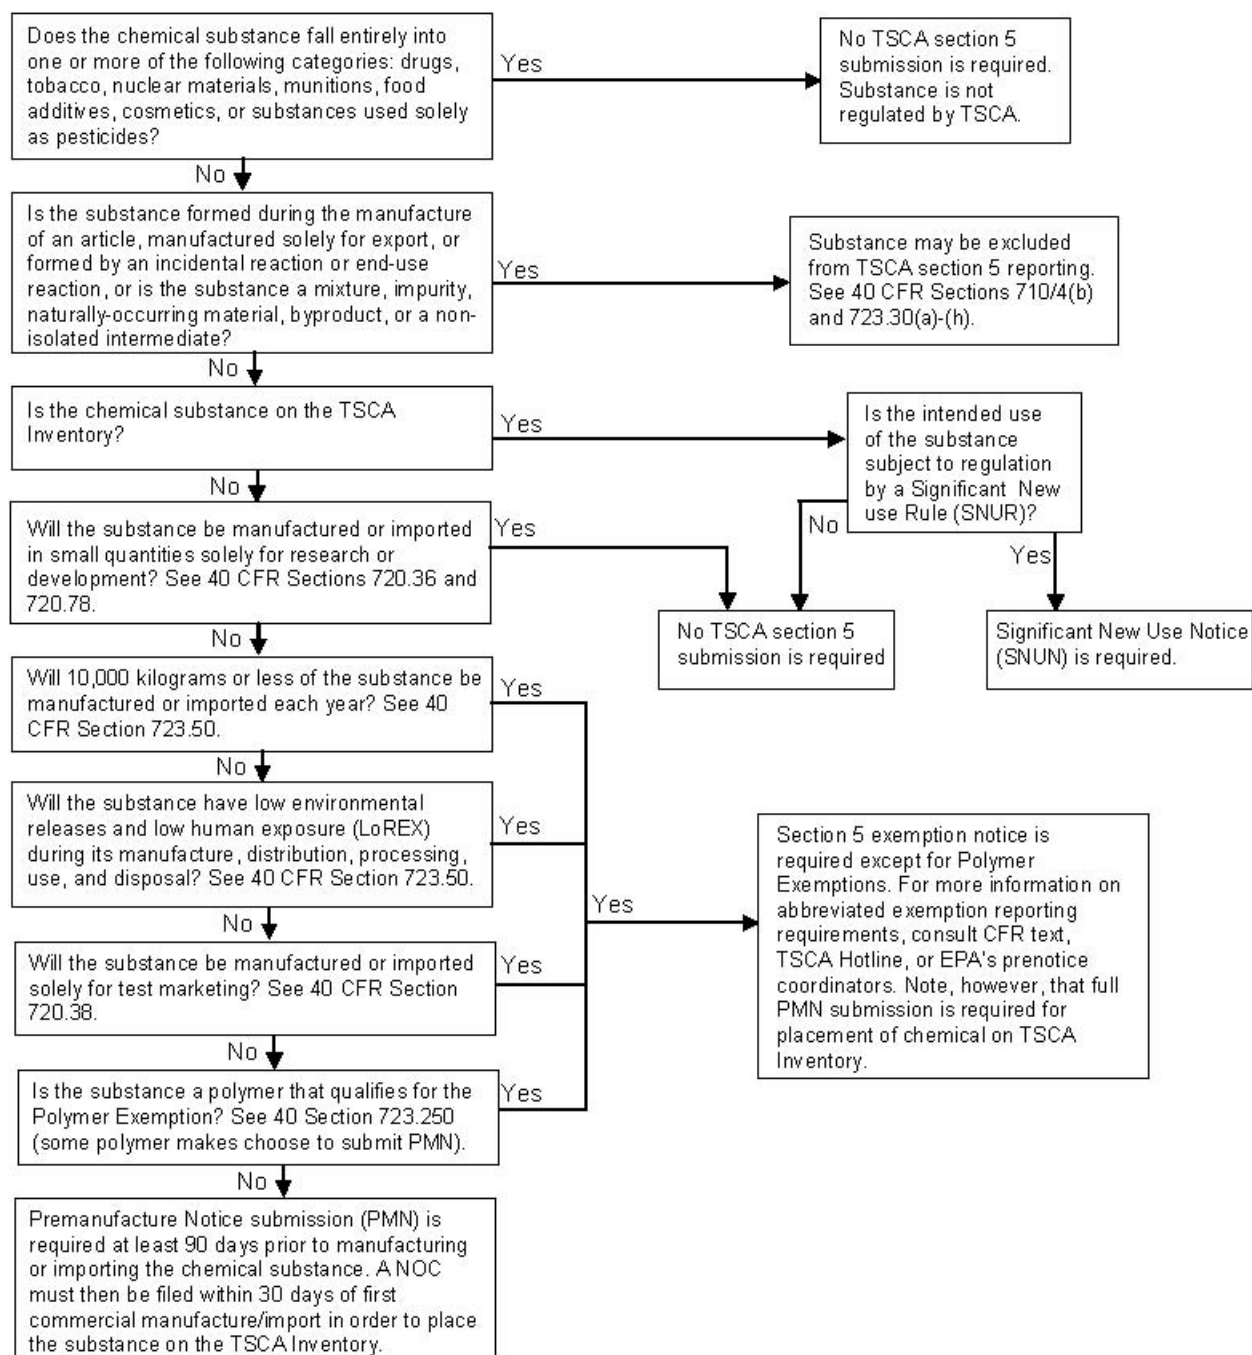 Does the chemical substance fall entirely into
one or more of the following categories: drugs,
tobacco, nuclear materials, munitions, food
additives, cosmetics, or substances used solely
as pesticides?
Yes
No TSCA section 5
submission is required.
Substance is not
regulated by TSCA.
No
Is the substance formed during the manufacture
of an article, manufactured solely for export, or
formed by an incidental reaction or end-use
reaction, or is the substance a mixture, impurity,
naturally-occurring material, byproduct, or a non-
isolated intermediate?
Yes
Substance may be excluded
from TSCA section 5 reporting.
See 40 CFR Sections 710/4(b)
and 723.30(a)-(h).
No
Is the chemical substance on the TSCA
Inventory?
Yes
Is the intended use
of the substance
subject to regulation
by a Significant New
use Rule (SNUR)?
No
Yes
No
Will the substance be manufactured or imported
in small quantities solely for research or
development? See 40 CFR Sections 720.36 and
720.78.
Yes
No TSCA section 5
submission is required
Significant New Use Notice
(SNUN) is required.
No
Will 10,000 kilograms or less of the substance be
manufactured or imported each year? See 40
CFR Section 723.50.
Yes
No
Will the substance have low environmental
releases and low human exposure (LoREX)
during its manufacture, distribution, processing,
use, and disposal? See 40 CFR Section 723.50.
Yes
No
Will the substance be manufactured or imported
solely for test marketing? See 40 CFR Section
720.38.
Yes
No
Is the substance a polymer that qualifies for the
Polymer Exemption? See 40 Section 723.250
(some polymer makes choose to submit PMN).
Yes
Yes
Section 5 exemption notice is
required except for Polymer
Exemptions. For more information on
abbreviated exemption reporting
requirements, consult CFR text,
TSCA Hotline, or EPA's prenotice
coordinators. Note, however, that full
PMN submission is required for
placement of chemical on TSCA
Inventory.
No
Premanufacture Notice submission (PMN) is
required at least 90 days prior to manufacturing
or importing the chemical substance. A NOC
must then be filed within 30 days of first
commercial manufacture/import in order to place
the substance on the TSCA Inventory.